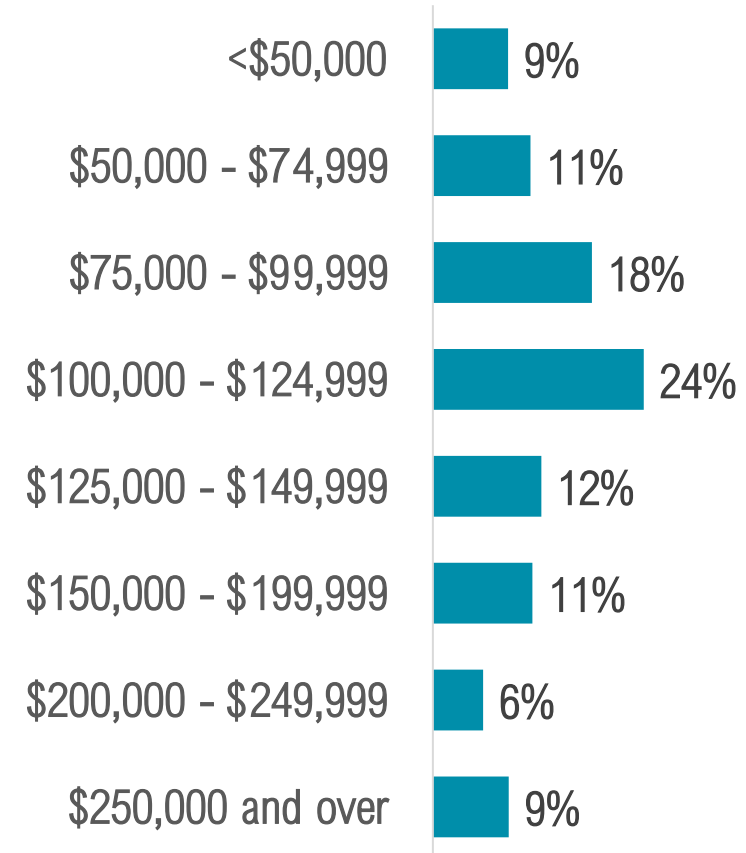 <$50,000 9%
$50,000 - $74,999 11%
$75,000 - $99,999 18%
$100,000 - $124,999 24%
$125,000 - $149,999 12%
$150,000 - $199,999 11%
$200,000 - $249,999 6%
$250,000 and over 9%